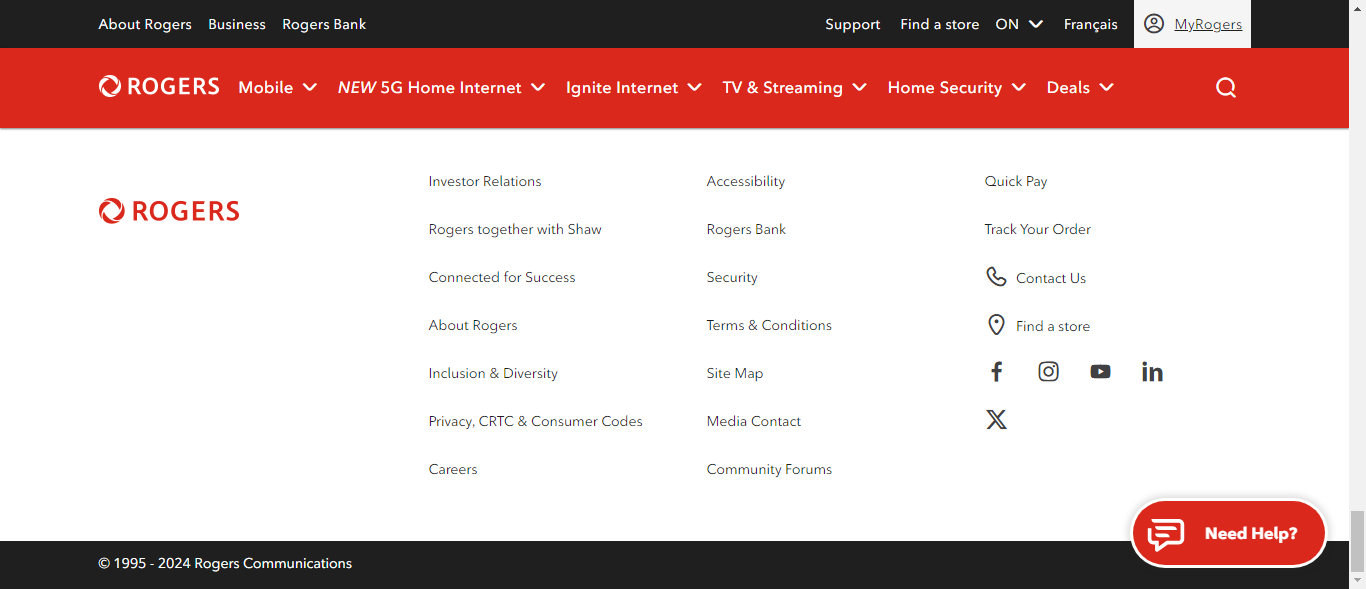 About Rogers Business Rogers Bank Support Find a store ON Français MyRogers
ROGERS Mobile NEW 5G Home Internet Ignite Internet TV & Streaming Home Security Deals
ROGERS
Investor Relations
Rogers together with Shaw
Connected for Success
About Rogers
Inclusion & Diversity
Privacy, CRTC & Consumer Codes
Careers
Accessibility
Rogers Bank
Security
Terms & Conditions
Site Map
Media Contact
Community Forums
Quick Pay
Track Your Order
Contact Us
Find a store
Need Help?
© 1995 - 2024 Rogers Communications